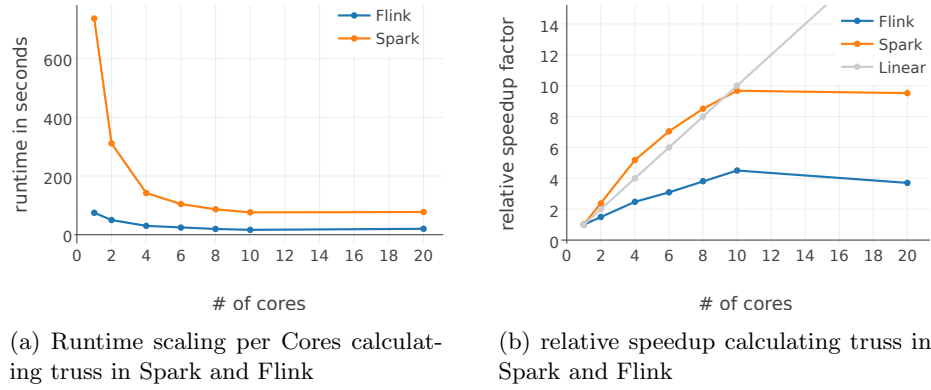 Flink
Spark
runtime in seconds
600
400
200
0
0 2 4 6 8 10 12 14 16 18 20
# of cores
(a) Runtime scaling per Cores calculat-
ing truss in Spark and Flink
Flink
Spark
Linear
relative speedup factor
14
12
10
8
6
4
2
0
0 2 4 6 8 10 12 14 16 18 20
# of cores
(b) relative speedup calculating truss in
Spark and Flink